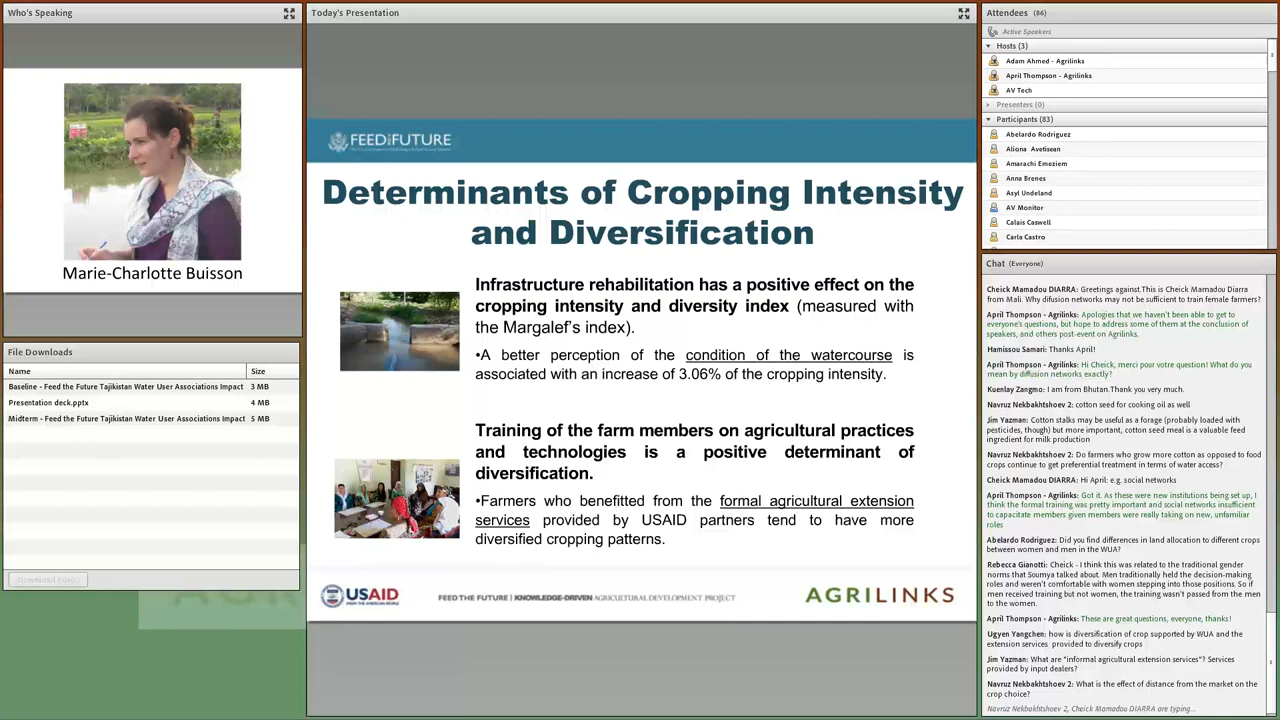 Who's Speaking
Marie-Charlotte Buisson
File Downloads
Name Size
Baseline - Feed the Future Tajikistan Water User Associations Impact 3 MB
Presentation deck.pptx 4 MB
Midterm - Feed the Future Tajikistan Water User Associations Impact 5 MB
Download File(s)
Today's Presentation
FEED THE FUTURE
Determinants of Cropping Intensity
and Diversification
Infrastructure rehabilitation has a positive effect on the
cropping intensity and diversity index (measured with
the Margalef's index).
•A better perception of the condition of the watercourse is
associated with an increase of 3.06% of the cropping intensity.
Training of the farm members on agricultural practices
and technologies is a positive determinant of
diversification.
•Farmers who benefitted from the formal agricultural extension
services provided by USAID partners tend to have more
diversified cropping patterns.
USAID
FROM THE AMERICAN PEOPLE
FEED THE FUTURE | KNOWLEDGE-DRIVEN AGRICULTURAL DEVELOPMENT PROJECT
AGRILINKS
Attendees (86)
Active Speakers
Hosts (3)
Adam Ahmed - Agrilinks
April Thompson - Agrilinks
AV Tech
Presenters (0)
Participants (83)
Abelardo Rodriguez
Aliona Avetisean
Amarachi Emeziem
Anna Brenes
Asyl Undeland
AV Monitor
Calais Caswell
Carla Castro
Chat (Everyone)
Cheick Mamadou DIARRA: Greetings against.This is Cheick Mamadou Diarra
from Mali. Why difusion networks may not be sufficient to train female farmers?
April Thompson - Agrilinks: Apologies that we haven't been able to get to
everyone's questions, but hope to address some of them at the conclusion of
speakers, and others post-event on Agrilinks.
Hamissou Samari: Thanks April!
April Thompson - Agrilinks: Hi Cheick, merci pour votre question! What do you
mean by diffusion networks exactly?
Kuenlay Zangmo: I am from Bhutan.Thank you very much.
Navruz Nekbakhtshoev 2: cotton seed for cooking oil as well
Jim Yazman: Cotton stalks may be useful as a forage (probably loaded with
pesticides, though) but more important, cotton seed meal is a valuable feed
ingredient for milk production
Navruz Nekbakhtshoev 2: Do farmers who grow more cotton as opposed to food
crops continue to get preferential treatment in terms of water access?
Cheick Mamadou DIARRA: Hi April: e.g. social networks
April Thompson - Agrilinks: Got it. As these were new institutions being set up, I
think the formal training was pretty important and social networks insufficient
to capacitate members given members were really taking on new, unfamiliar
roles
Abelardo Rodriguez: Did you find differences in land allocation to different crops
between women and men in the WUA?
Rebecca Gianotti: Cheick - I think this was related to the traditional gender
norms that Soumya talked about. Men traditionally held the decision-making
roles and weren't comfortable with women stepping into those positions. So if
men received training but not women, the training wasn't passed from the men
to the women.
April Thompson - Agrilinks: These are great questions, everyone, thanks!
Ugyen Yangchen: how is diversification of crop supported by WUA and the
extension services provided to diversify crops
Jim Yazman: What are "informal agricultural extension services"? Services
provided by input dealers?
Navruz Nekbakhtshoev 2: What is the effect of distance from the market on the
crop choice?
Navruz Nekbakhtshoev 2, Cheick Mamadou DIARRA are typing...